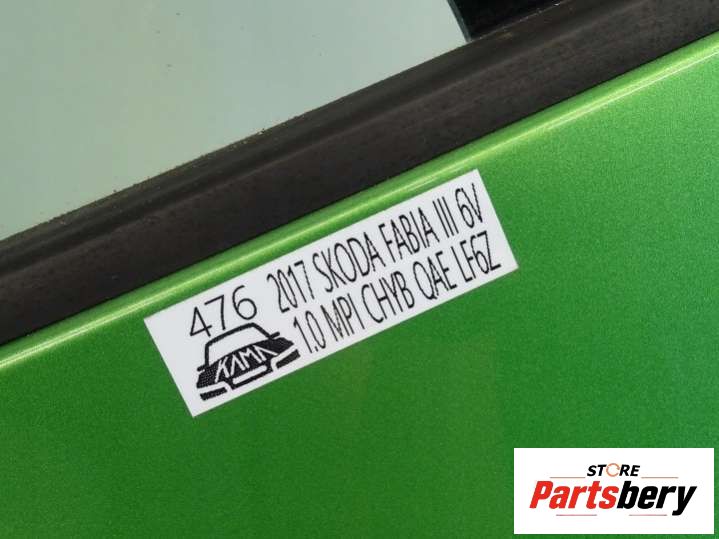 476
2017 SKODA FABIA III 6V
1.0 MPI CHYB QAE LF6Z
KAMA
STORE
Partsbery